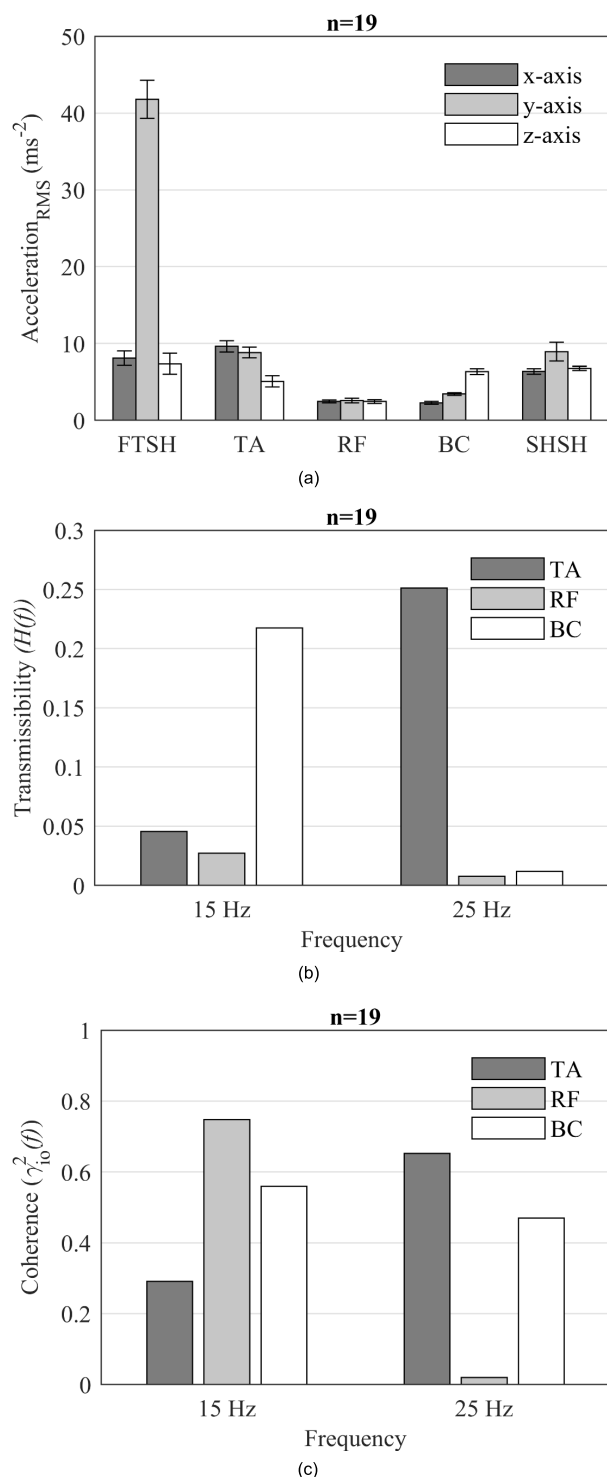 n=19
50
40
30
20
10
0
Acceleration_RMS (ms^-2)
x-axis
y-axis
z-axis
FTSH TA RF BC SHSH
(a)
n=19
0.3
0.25
0.2
0.15
0.1
0.05
0
Transmissibility (H(f))
TA
RF
BC
15 Hz 25 Hz
Frequency
(b)
n=19
1
0.8
0.6
0.4
0.2
0
Coherence (γ²io(f))
TA
RF
BC
15 Hz 25 Hz
Frequency
(c)